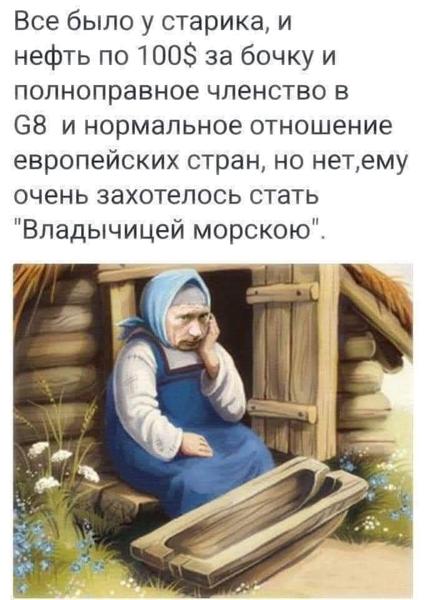 Все было у старика, и
нефть по 100$ за бочку и
полноправное членство в
G8 и нормальное отношение
европейских стран, но нет,ему
очень захотелось стать
"Владычицей морскою".